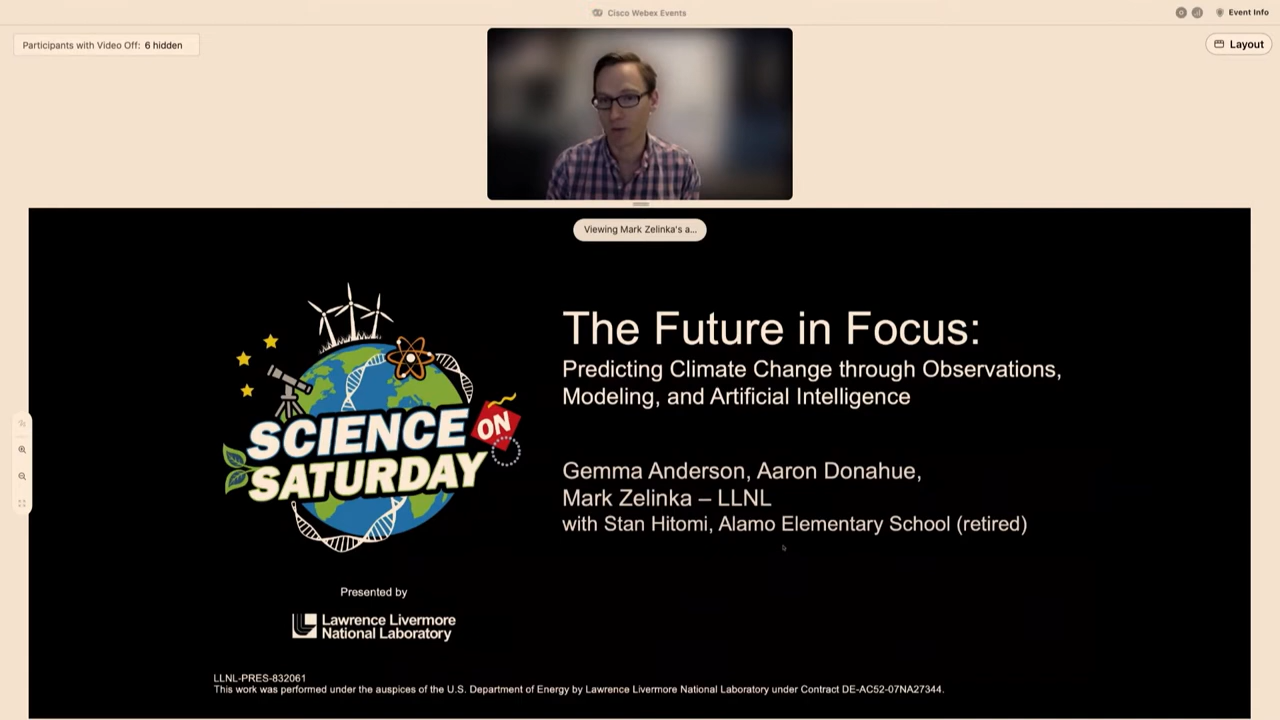 Cisco Webex Events
Event Info
Participants with Video Off: 6 hidden
Layout
Viewing Mark Zelinka's a...
The Future in Focus:
Predicting Climate Change through Observations,
Modeling, and Artificial Intelligence
SCIENCE ON
SATURDAY
Gemma Anderson, Aaron Donahue,
Mark Zelinka – LLNL
with Stan Hitomi, Alamo Elementary School (retired)
Presented by
Lawrence Livermore
National Laboratory
LLNL-PRES-832061
This work was performed under the auspices of the U.S. Department of Energy by Lawrence Livermore National Laboratory under Contract DE-AC52-07NA27344.